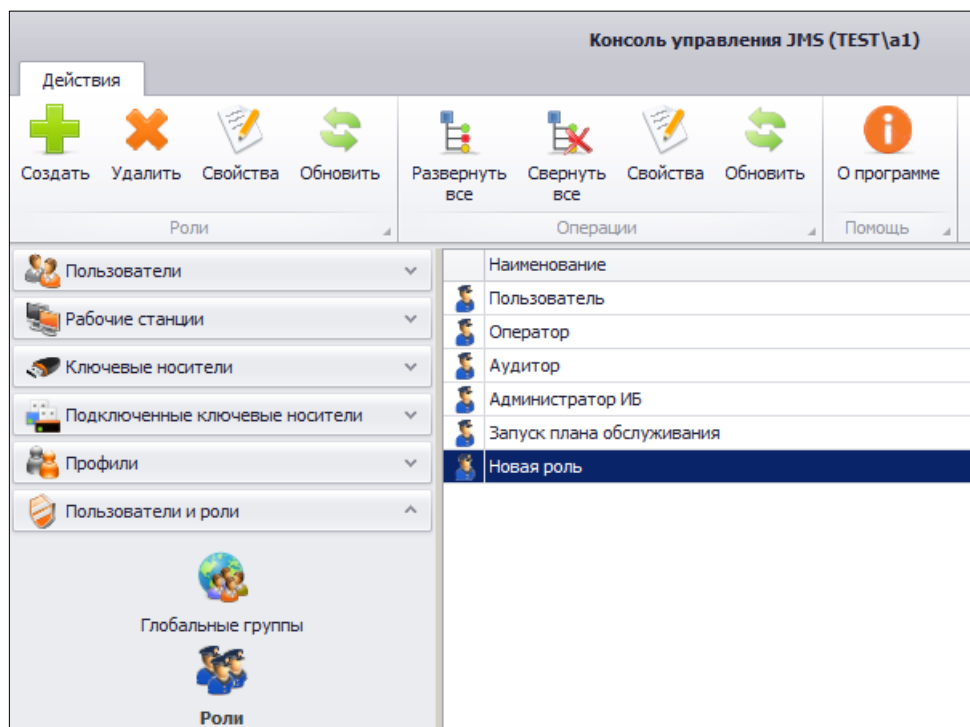 Консоль управления JMS (TEST\a1)
Действия
Создать Удалить Свойства Обновить Развернуть все Свернуть все Свойства Обновить О программе
Роли Операции Помощь
Пользователи
Рабочие станции
Ключевые носители
Подключенные ключевые носители
Профили
Пользователи и роли
Глобальные группы
Роли
Наименование
Пользователь
Оператор
Аудитор
Администратор ИБ
Запуск плана обслуживания
Новая роль